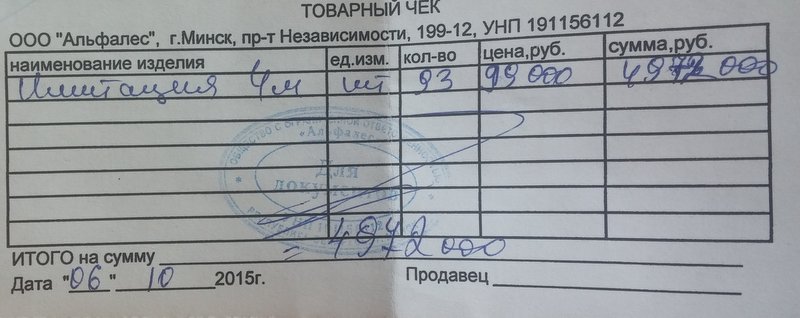 ТОВАРНЫЙ ЧЕК
ООО "Альфалес", г.Минск, пр-т Независимости, 199-12, УНП 191156112
наименование изделия ед.изм. кол-во цена,руб. сумма,руб.
Имитация 4м шт 93 99 000
ОБЩЕСТВО С ОГРАНИЧЕННОЙ ОТВЕТСТВЕННОСТЬЮ
«Альфалес
Для
документов
= 4972 000
ИТОГО на сумму
Дата "06" 10 2015г. Продавец